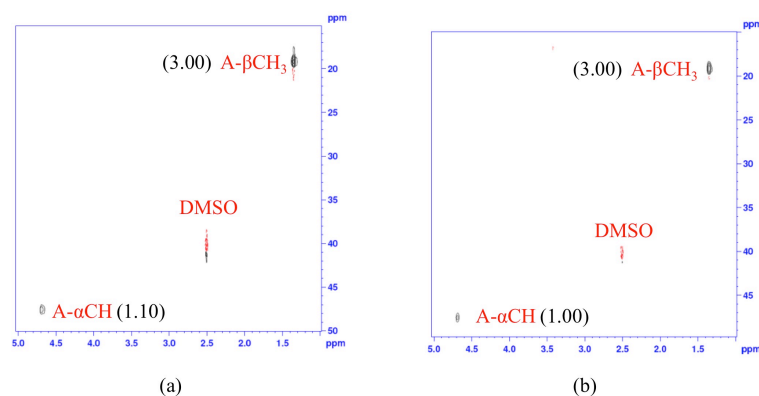 ppm
(3.00) A-βCH₃
20
25
30
35
DMSO
40
45
A-αCH (1.10)
50
5.0 4.5 4.0 3.5 3.0 2.5 2.0 1.5 ppm
(a)
ppm
(3.00) A-βCH₃
20
25
30
35
DMSO
40
45
A-αCH (1.00)
5.0 4.5 4.0 3.5 3.0 2.5 2.0 1.5 ppm
(b)